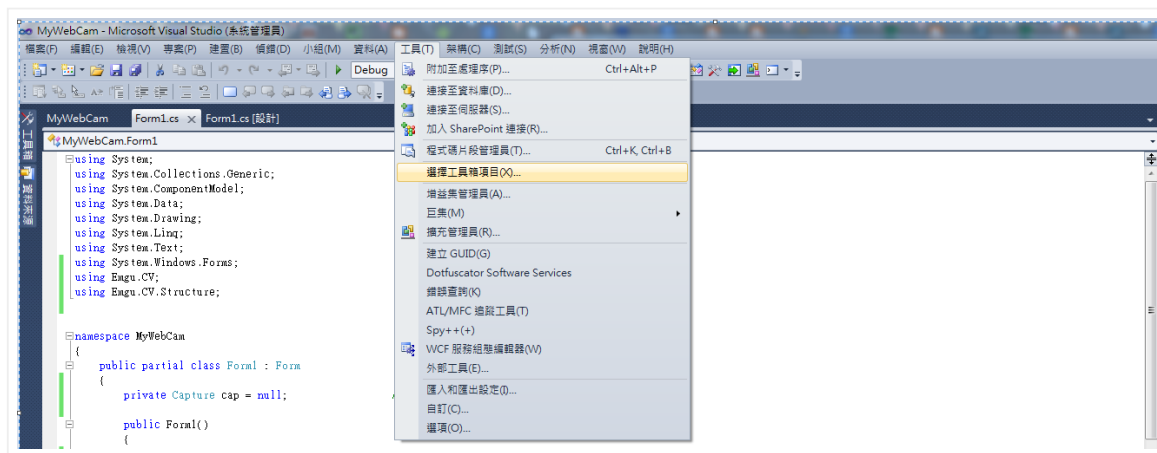 MyWebCam - Microsoft Visual Studio (系統管理員)
檔案(F) 編輯(E) 檢視(V) 專案(P) 建置(B) 偵錯(D) 小組(M) 資料(A) 工具(T) 架構(C) 測試(S) 分析(N) 視窗(W) 說明(H)
Debug
附加至處理序(P)... Ctrl+Alt+P
連接至資料庫(D)...
連接至伺服器(S)...
加入 SharePoint 連接(R)...
程式碼片段管理員(T)... Ctrl+K, Ctrl+B
選擇工具箱項目(X)...
增益集管理員(A)...
巨集(M)
擴充管理員(R)...
建立 GUID(G)
Dotfuscator Software Services
錯誤查詢(K)
ATL/MFC 追蹤工具(T)
Spy++(+)
WCF 服務組態編輯器(W)
外部工具(E)...
匯入和匯出設定(I)...
自訂(C)...
選項(O)...
工具箱
資料來源
MyWebCam Form1.cs Form1.cs [設計]
MyWebCam.Form1
using System;
using System.Collections.Generic;
using System.ComponentModel;
using System.Data;
using System.Drawing;
using System.Linq;
using System.Text;
using System.Windows.Forms;
using Emgu.CV;
using Emgu.CV.Structure;
namespace MyWebCam
{
public partial class Form1 : Form
{
private Capture cap = null; /
public Form1()
{